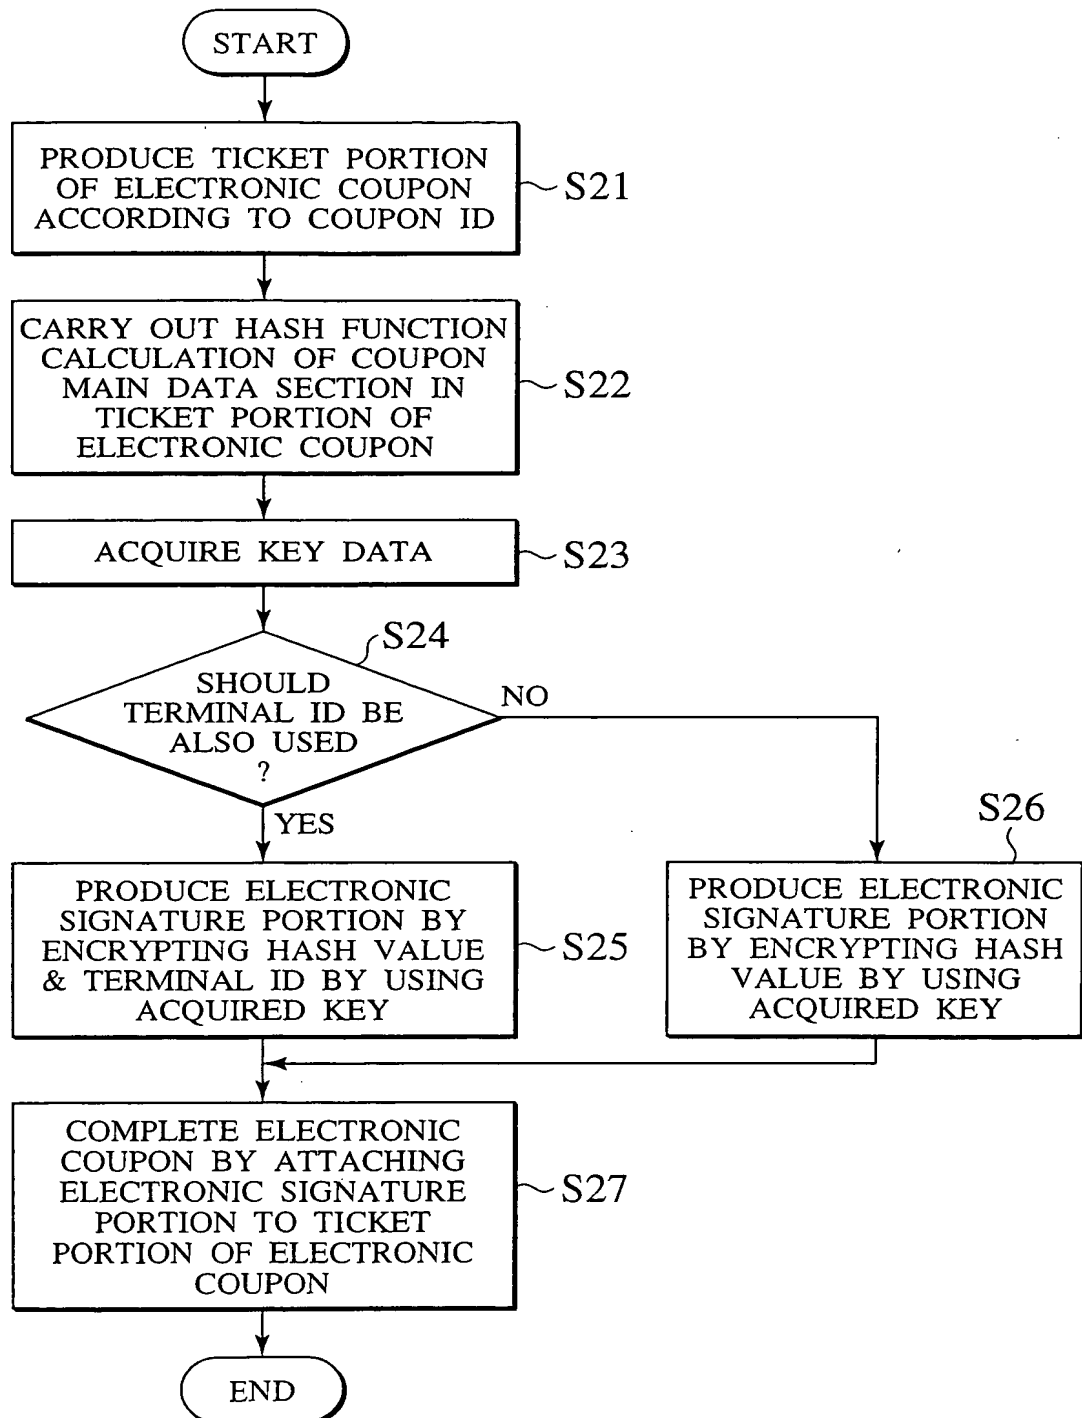 START
PRODUCE TICKET PORTION
OF ELECTRONIC COUPON
ACCORDING TO COUPON ID
S21
CARRY OUT HASH FUNCTION
CALCULATION OF COUPON
MAIN DATA SECTION IN
TICKET PORTION OF
ELECTRONIC COUPON
S22
ACQUIRE KEY DATA
S23
S24
SHOULD
TERMINAL ID BE
ALSO USED
?
NO
YES
PRODUCE ELECTRONIC
SIGNATURE PORTION BY
ENCRYPTING HASH VALUE
& TERMINAL ID BY USING
ACQUIRED KEY
S25
S26
PRODUCE ELECTRONIC
SIGNATURE PORTION
BY ENCRYPTING HASH
VALUE BY USING
ACQUIRED KEY
COMPLETE ELECTRONIC
COUPON BY ATTACHING
ELECTRONIC SIGNATURE
PORTION TO TICKET
PORTION OF ELECTRONIC
COUPON
S27
END